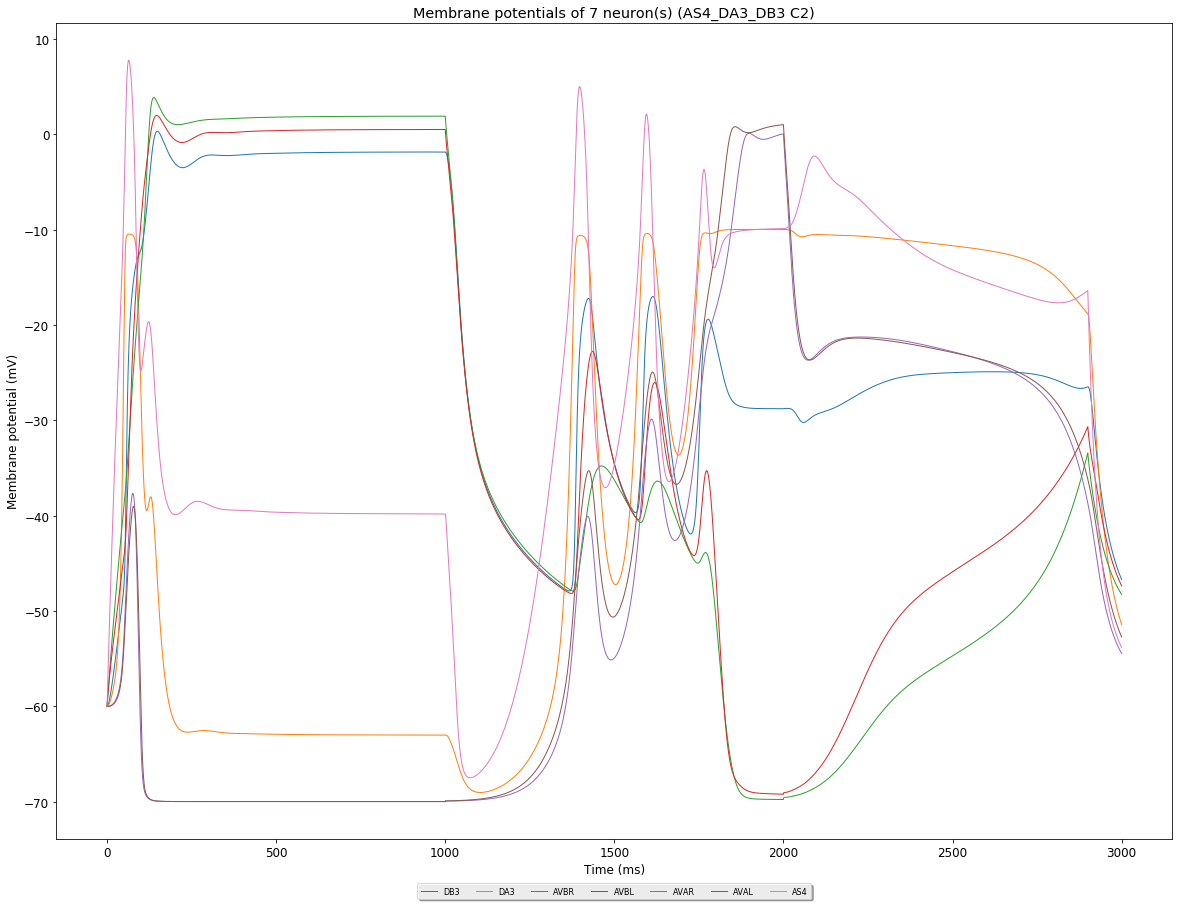 Membrane potentials of 7 neuron(s) (AS4_DA3_DB3 C2)
10
0
−10
−20
−30
−40
−50
−60
−70
Membrane potential (mV)
0 500 1000 1500 2000 2500 3000
Time (ms)
DB3 DA3 AVBR AVBL AVAR AVAL AS4